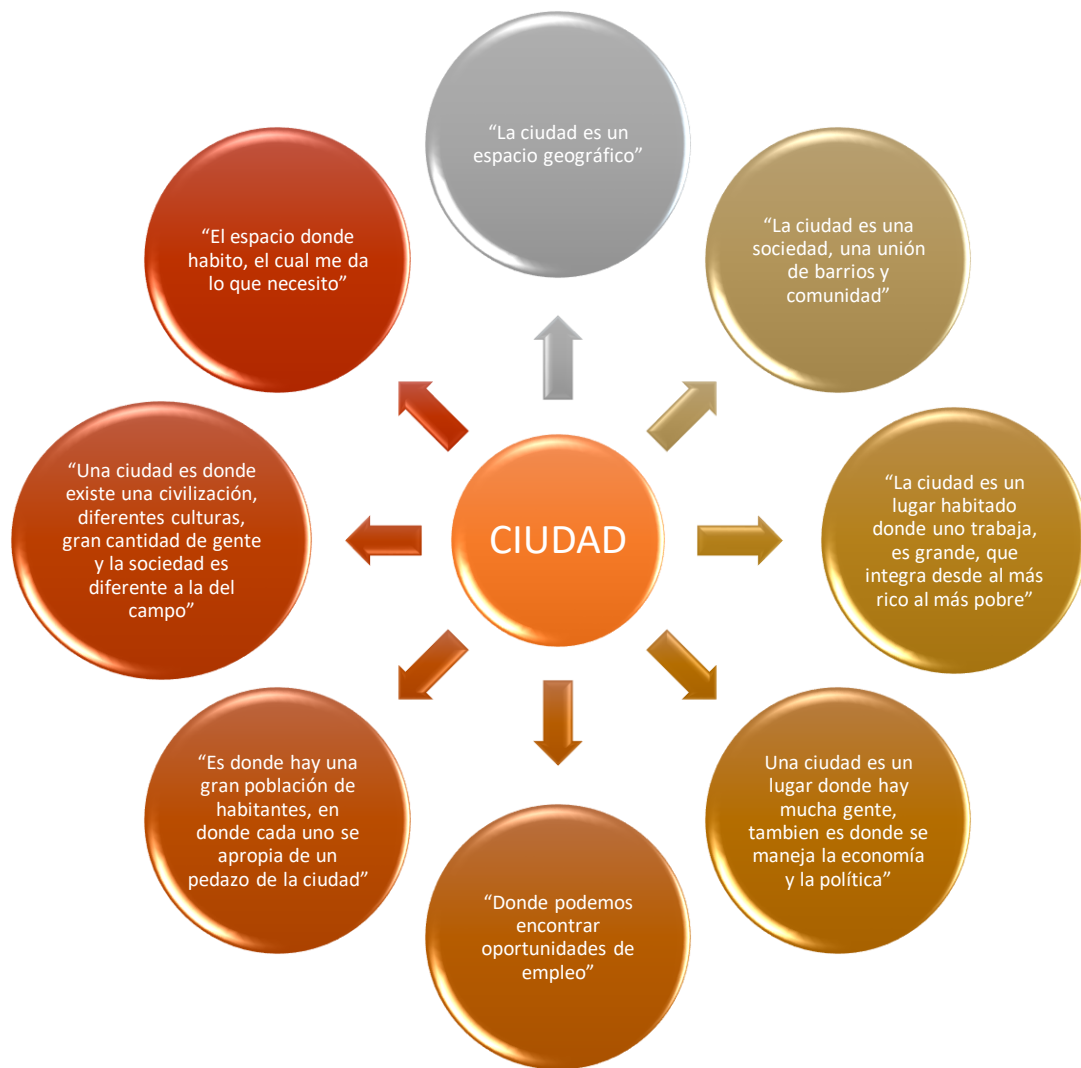 “La ciudad es un
espacio geográfico”
“La ciudad es una
sociedad, una unión
de barrios y
comunidad”
“La ciudad es un
lugar habitado
donde uno trabaja,
es grande, que
integra desde al más
rico al más pobre”
Una ciudad es un
lugar donde hay
mucha gente,
tambien es donde se
maneja la economía
y la política”
“Donde podemos
encontrar
oportunidades de
empleo”
“Es donde hay una
gran población de
habitantes, en
donde cada uno se
apropia de un
pedazo de la ciudad”
“Una ciudad es donde
existe una civilización,
diferentes culturas,
gran cantidad de gente
y la sociedad es
diferente a la del
campo”
“El espacio donde
habito, el cual me da
lo que necesito”
CIUDAD